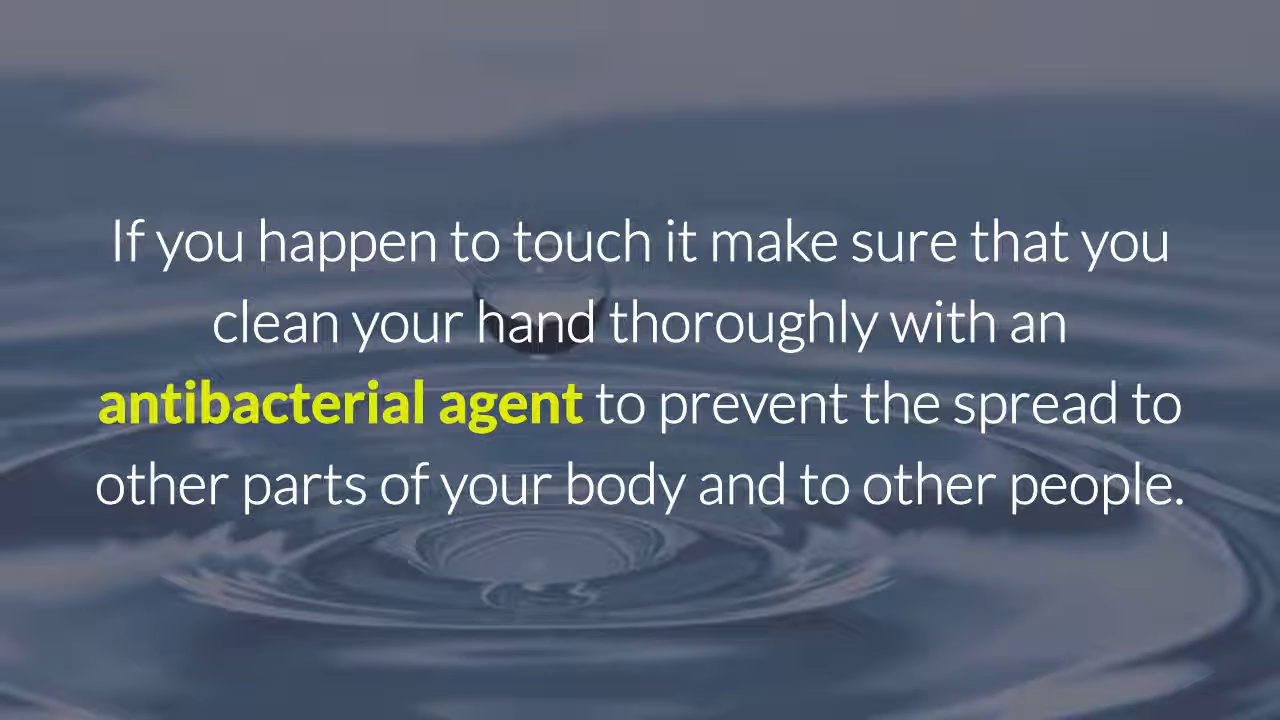 If you happen to touch it make sure that you
clean your hand thoroughly with an
antibacterial agent to prevent the spread to
other parts of your body and to other people.